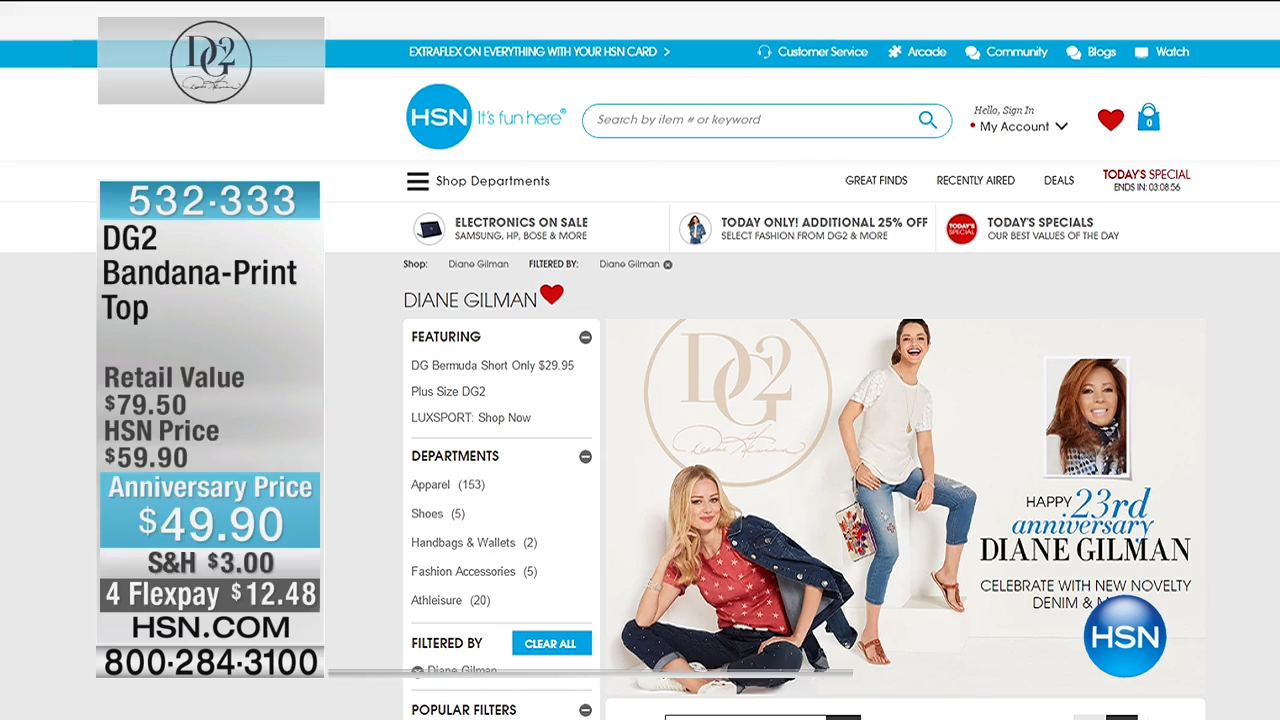 DG2
EXTRAFLEX ON EVERYTHING WITH YOUR HSN CARD >
Customer Service
Arcade
Community
Blogs
Watch
HSN It's fun here®
Search by item # or keyword
Hello, Sign In
My Account
0
Shop Departments
GREAT FINDS
RECENTLY AIRED
DEALS
TODAY'S SPECIAL
ENDS IN: 03:08:56
ELECTRONICS ON SALE
SAMSUNG, HP, BOSE & MORE
TODAY ONLY! ADDITIONAL 25% OFF
SELECT FASHION FROM DG2 & MORE
TODAY'S SPECIAL
TODAY'S SPECIALS
OUR BEST VALUES OF THE DAY
532-333
DG2
Bandana-Print
Top
Retail Value
$79.50
HSN Price
$59.90
Anniversary Price
$49.90
S&H $3.00
4 Flexpay $12.48
HSN.COM
800-284-3100
Shop: Diane Gilman FILTERED BY: Diane Gilman
DIANE GILMAN
FEATURING
DG Bermuda Short Only $29.95
Plus Size DG2
LUXSPORT: Shop Now
DEPARTMENTS
Apparel (153)
Shoes (5)
Handbags & Wallets (2)
Fashion Accessories (5)
Athleisure (20)
FILTERED BY
CLEAR ALL
Diane Gilman
POPULAR FILTERS
DG2
Diane Gilman
HAPPY 23rd
anniversary
DIANE GILMAN
CELEBRATE WITH NEW NOVELTY
DENIM &
HSN